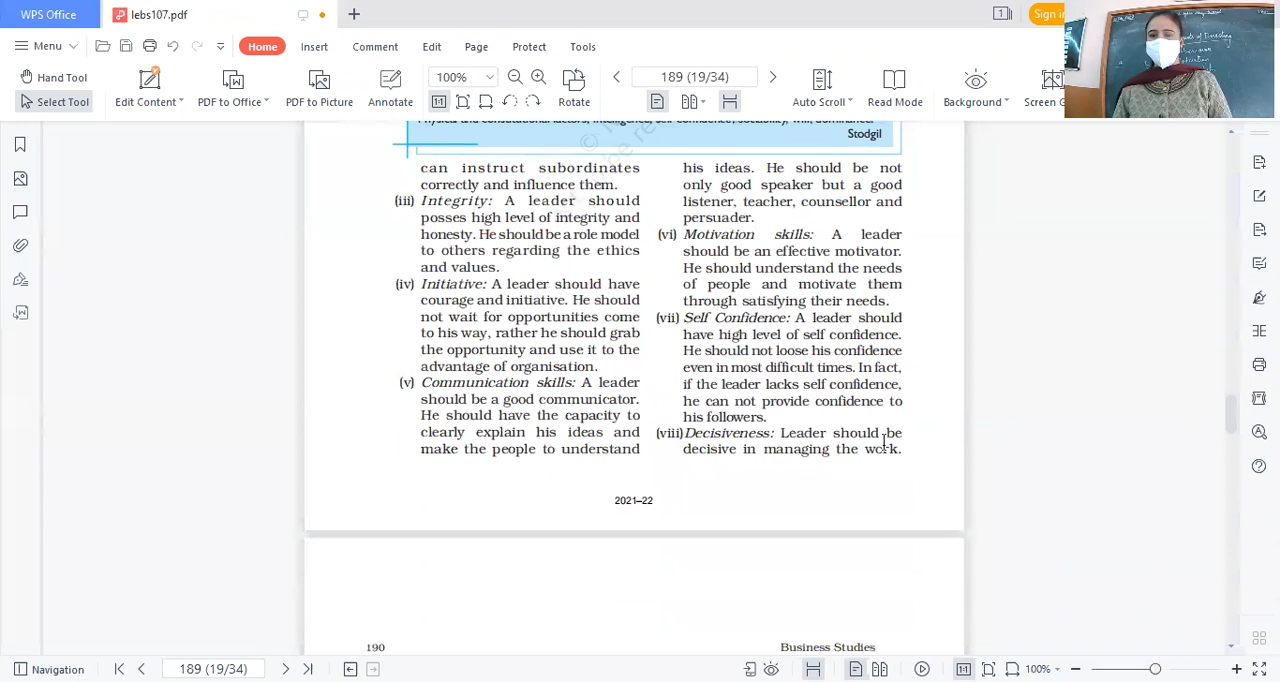 WPS Office
lebs107.pdf
1
Sign in
Menu
Home
Insert
Comment
Edit
Page
Protect
Tools
Hand Tool
Select Tool
Edit Content
PDF to Office
PDF to Picture
Annotate
100%
Rotate
189 (19/34)
Auto Scroll
Read Mode
Background
Screen
Stodgil
can instruct subordinates
correctly and influence them.
(iii) Integrity: A leader should
posses high level of integrity and
honesty. He should be a role model
to others regarding the ethics
and values.
(iv) Initiative: A leader should have
courage and initiative. He should
not wait for opportunities come
to his way, rather he should grab
the opportunity and use it to the
advantage of organisation.
(v) Communication skills: A leader
should be a good communicator.
He should have the capacity to
clearly explain his ideas and
make the people to understand
his ideas. He should be not
only good speaker but a good
listener, teacher, counsellor and
persuader.
(vi) Motivation skills: A leader
should be an effective motivator.
He should understand the needs
of people and motivate them
through satisfying their needs.
(vii) Self Confidence: A leader should
have high level of self confidence.
He should not loose his confidence
even in most difficult times. In fact,
if the leader lacks self confidence,
he can not provide confidence to
his followers.
(viii) Decisiveness: Leader should be
decisive in managing the work.
2021–22
190
Business Studies
Navigation
189 (19/34)
100%